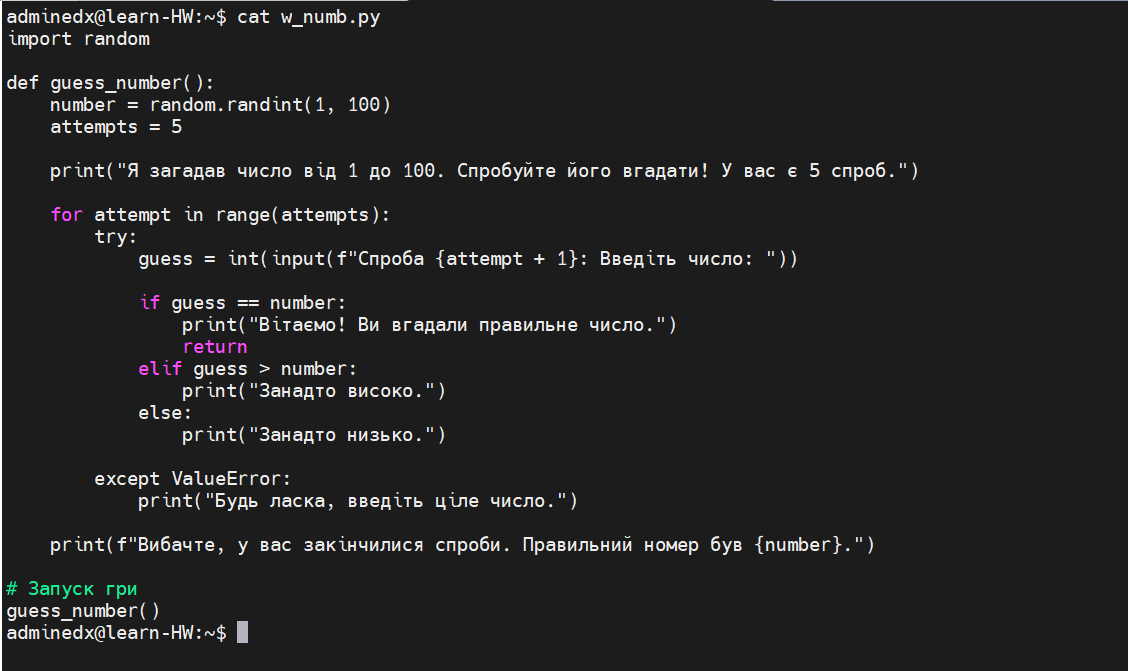 adminedx@learn-HW:~$ cat w_numb.py
import random
def guess_number():
    number = random.randint(1, 100)
    attempts = 5
    print("Я загадав число від 1 до 100. Спробуйте його вгадати! У вас є 5 спроб.")
    for attempt in range(attempts):
        try:
            guess = int(input(f"Спроба {attempt + 1}: Введіть число: "))
            if guess == number:
                print("Вітаємо! Ви вгадали правильне число.")
                return
            elif guess > number:
                print("Занадто високо.")
            else:
                print("Занадто низько.")
        except ValueError:
            print("Будь ласка, введіть ціле число.")
    print(f"Вибачте, у вас закінчилися спроби. Правильний номер був {number}.")
# Запуск гри
guess_number()
adminedx@learn-HW:~$